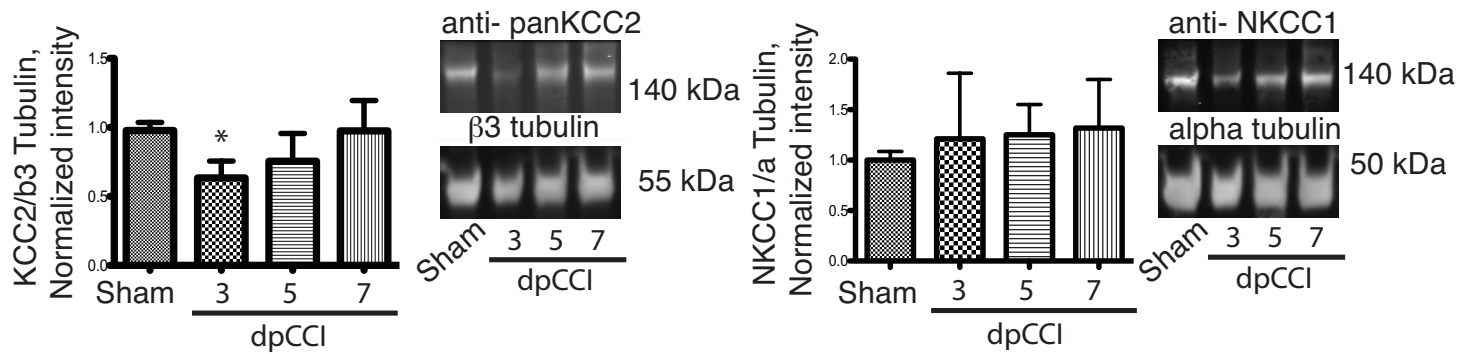 KCC2/b3 Tubulin,
Normalized intensity
1.5
1.0
0.5
0.0
*
Sham
3
5
7
dpCCI
anti- panKCC2
140 kDa
β3 tubulin
55 kDa
Sham
3
5
7
dpCCI
NKCC1/a Tubulin,
Normalized intensity
2.0
1.5
1.0
0.5
0.0
Sham
3
5
7
dpCCI
anti- NKCC1
140 kDa
alpha tubulin
50 kDa
Sham
3
5
7
dpCCI